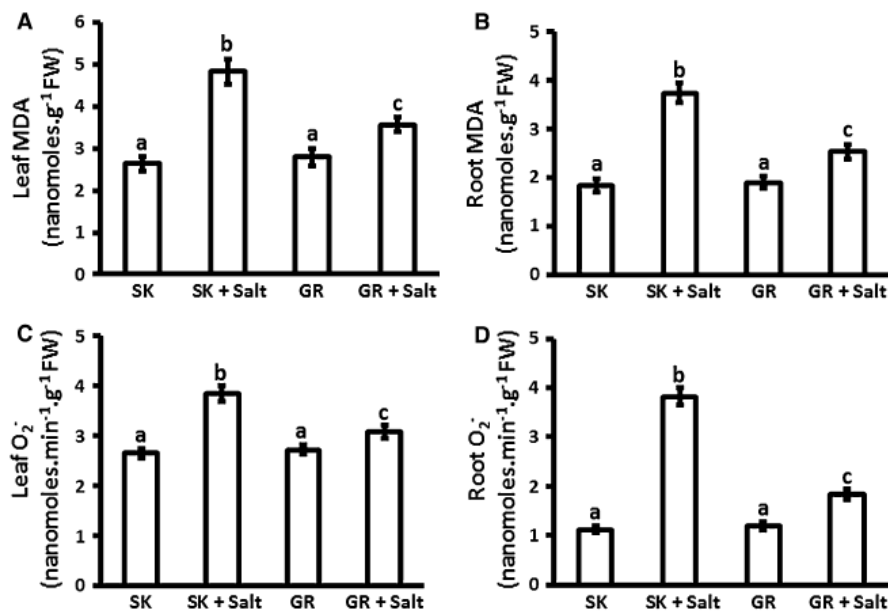 A
Leaf MDA
(nanomoles.g⁻¹ FW)
6
5
4
3
2
1
0
a
b
a
c
SK
SK + Salt
GR
GR + Salt
B
Root MDA
(nanomoles.g⁻¹ FW)
5
4
3
2
1
0
a
b
a
c
SK
SK + Salt
GR
GR + Salt
C
Leaf O₂⁻
(nanomoles.min⁻¹.g⁻¹ FW)
5
4
3
2
1
0
a
b
a
c
SK
SK + Salt
GR
GR + Salt
D
Root O₂⁻
(nanomoles.min⁻¹.g⁻¹ FW)
5
4
3
2
1
0
a
b
a
c
SK
SK + Salt
GR
GR + Salt